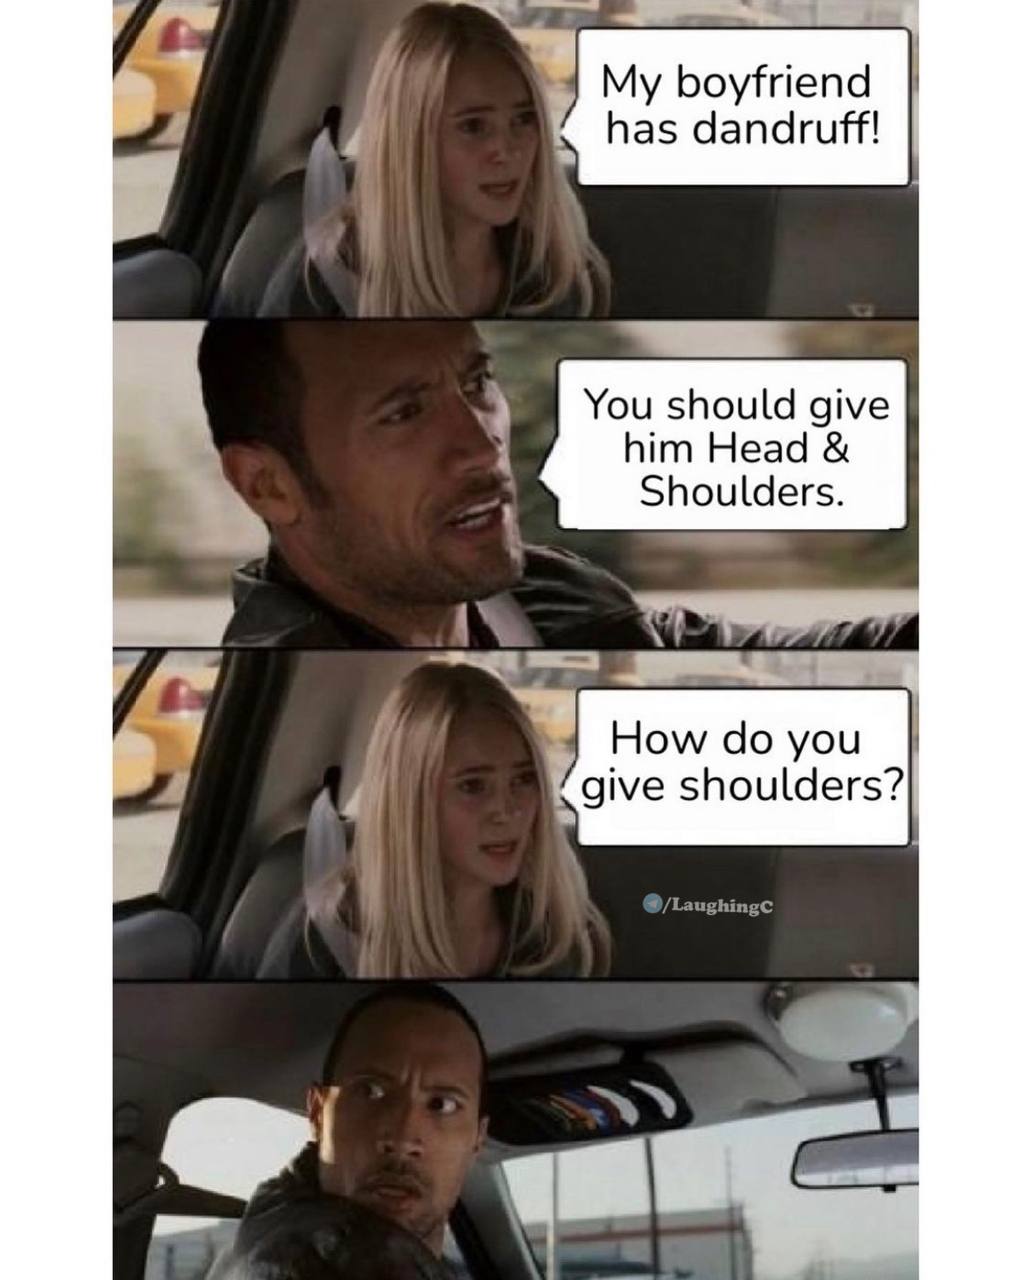 My boyfriend
has dandruff!
You should give
him Head &
Shoulders.
How do you
give shoulders?
/LaughingC